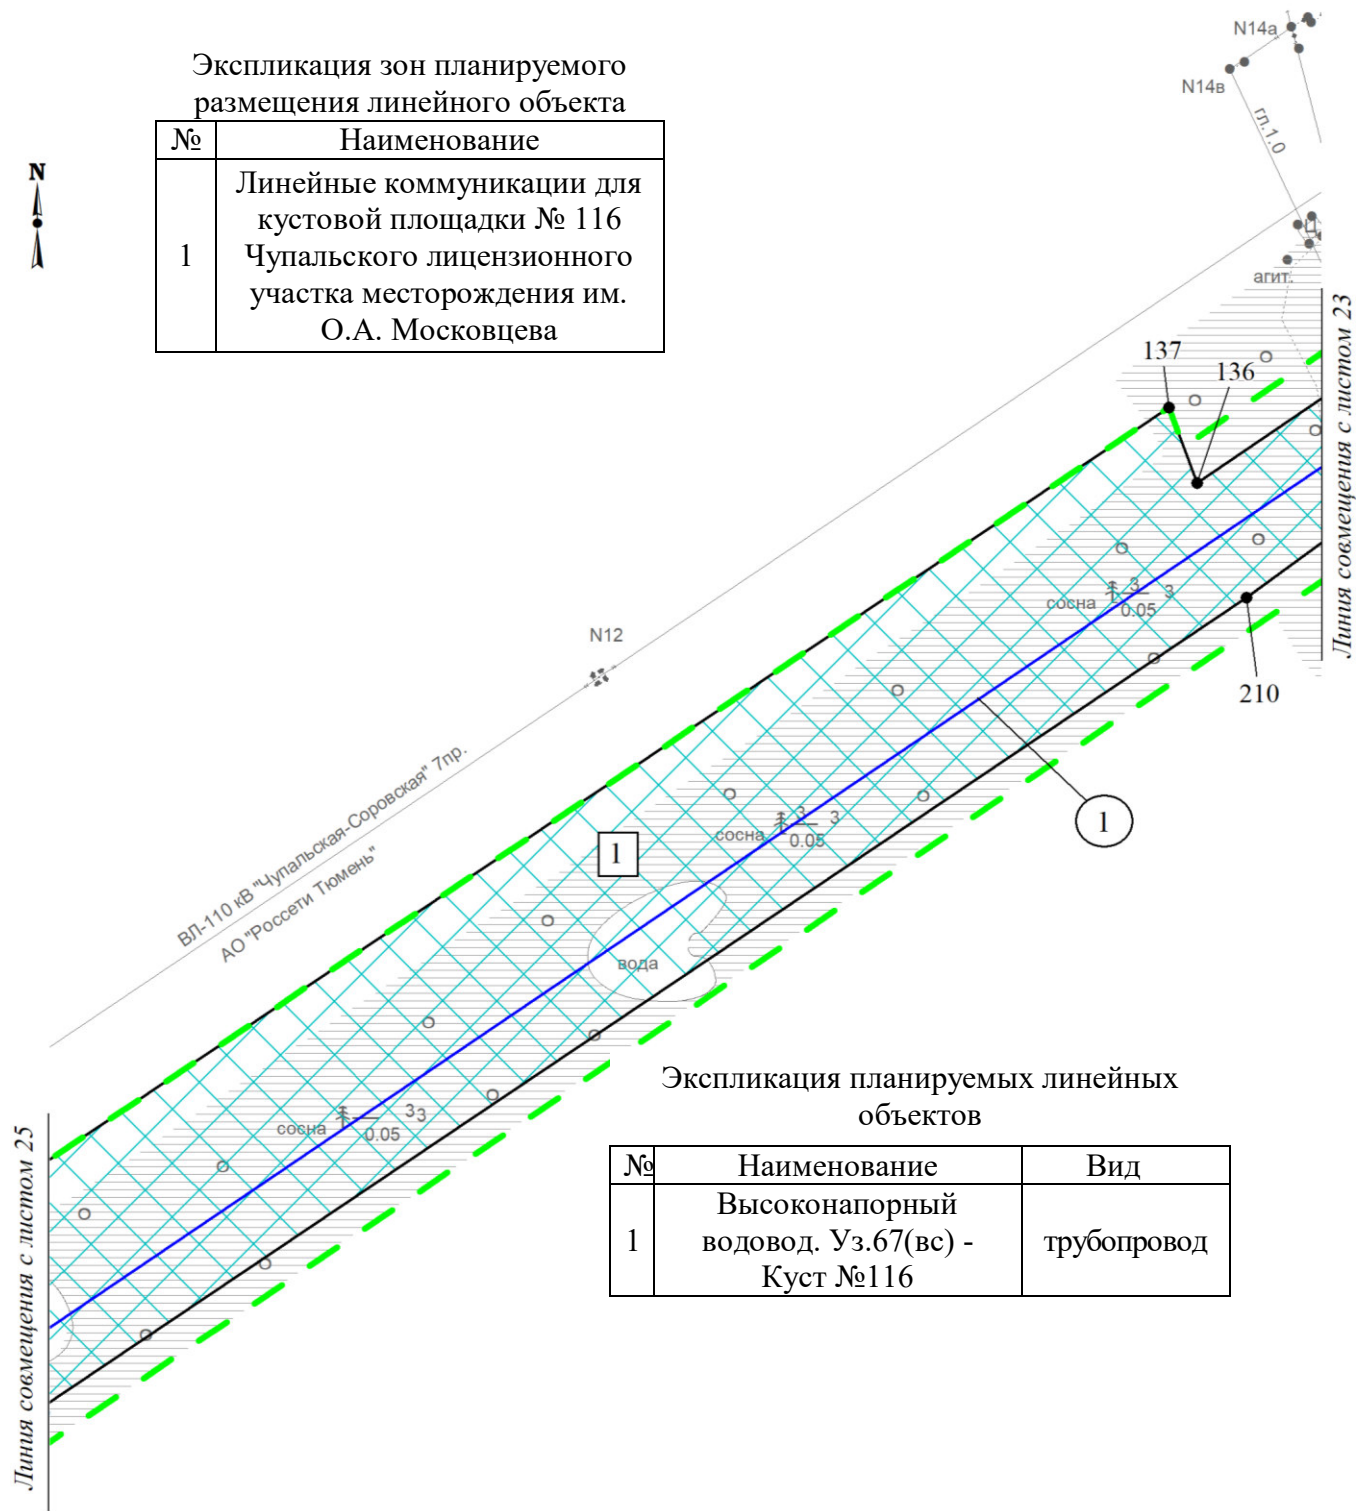 Экспликация зон планируемого
размещения линейного объекта
№ Наименование
1 Линейные коммуникации для
кустовой площадки № 116
Чупальского лицензионного
участка месторождения им.
О.А. Московцева
N
N14а
N14в
гл.1.0
Ц
агит.
Линия совмещения с листом 23
137
136
сосна 3 3
0.05
210
N12
1
ВЛ-110 кВ "Чупальская-Соровская" 7пр.
АО "Россети Тюмень"
сосна 3 3
0.05
1
вода
сосна 3 3
0.05
Линия совмещения с листом 25
Экспликация планируемых линейных
объектов
№ Наименование Вид
1 Высоконапорный
водовод. Уз.67(вс) -
Куст №116
трубопровод